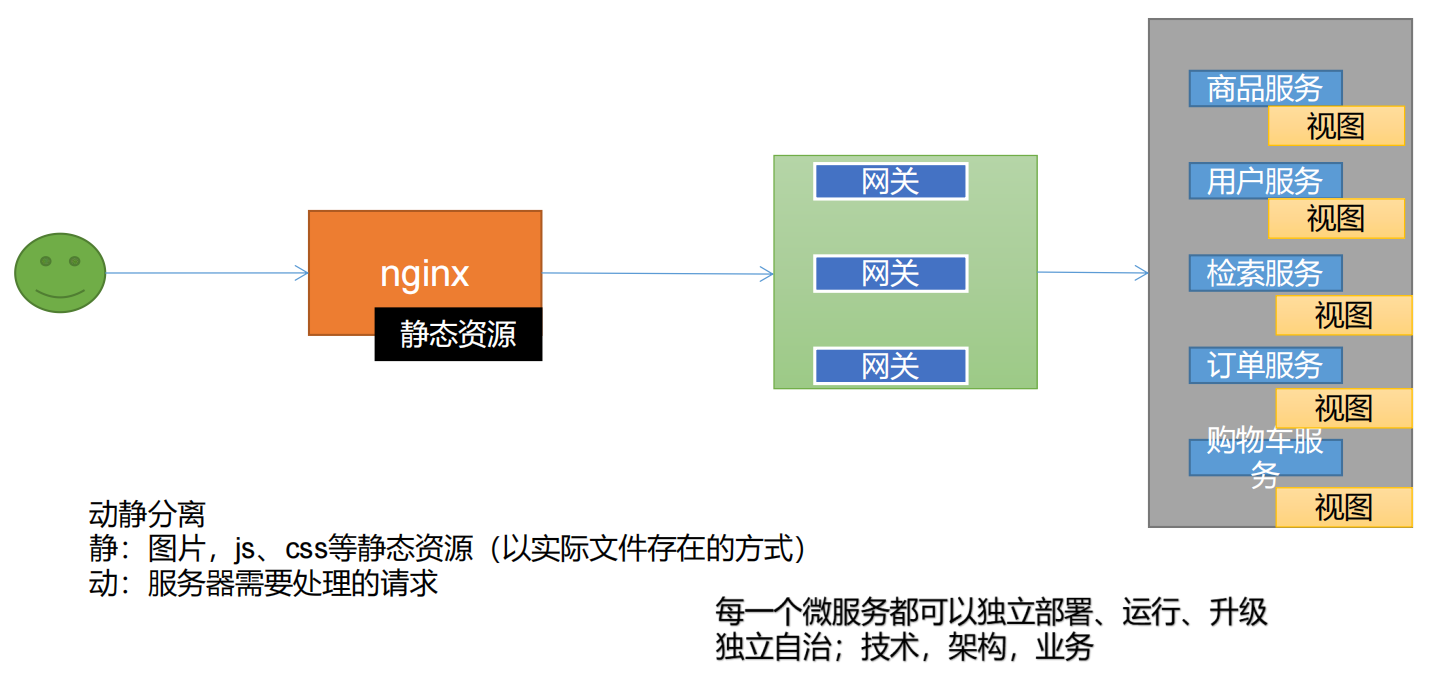 商品服务
视图
网关
用户服务
视图
nginx
静态资源
网关
检索服务
视图
网关
订单服务
视图
购物车服
务
视图
动静分离
静：图片，js、css等静态资源（以实际文件存在的方式）
动：服务器需要处理的请求
每一个微服务都可以独立部署、运行、升级
独立自治；技术，架构，业务